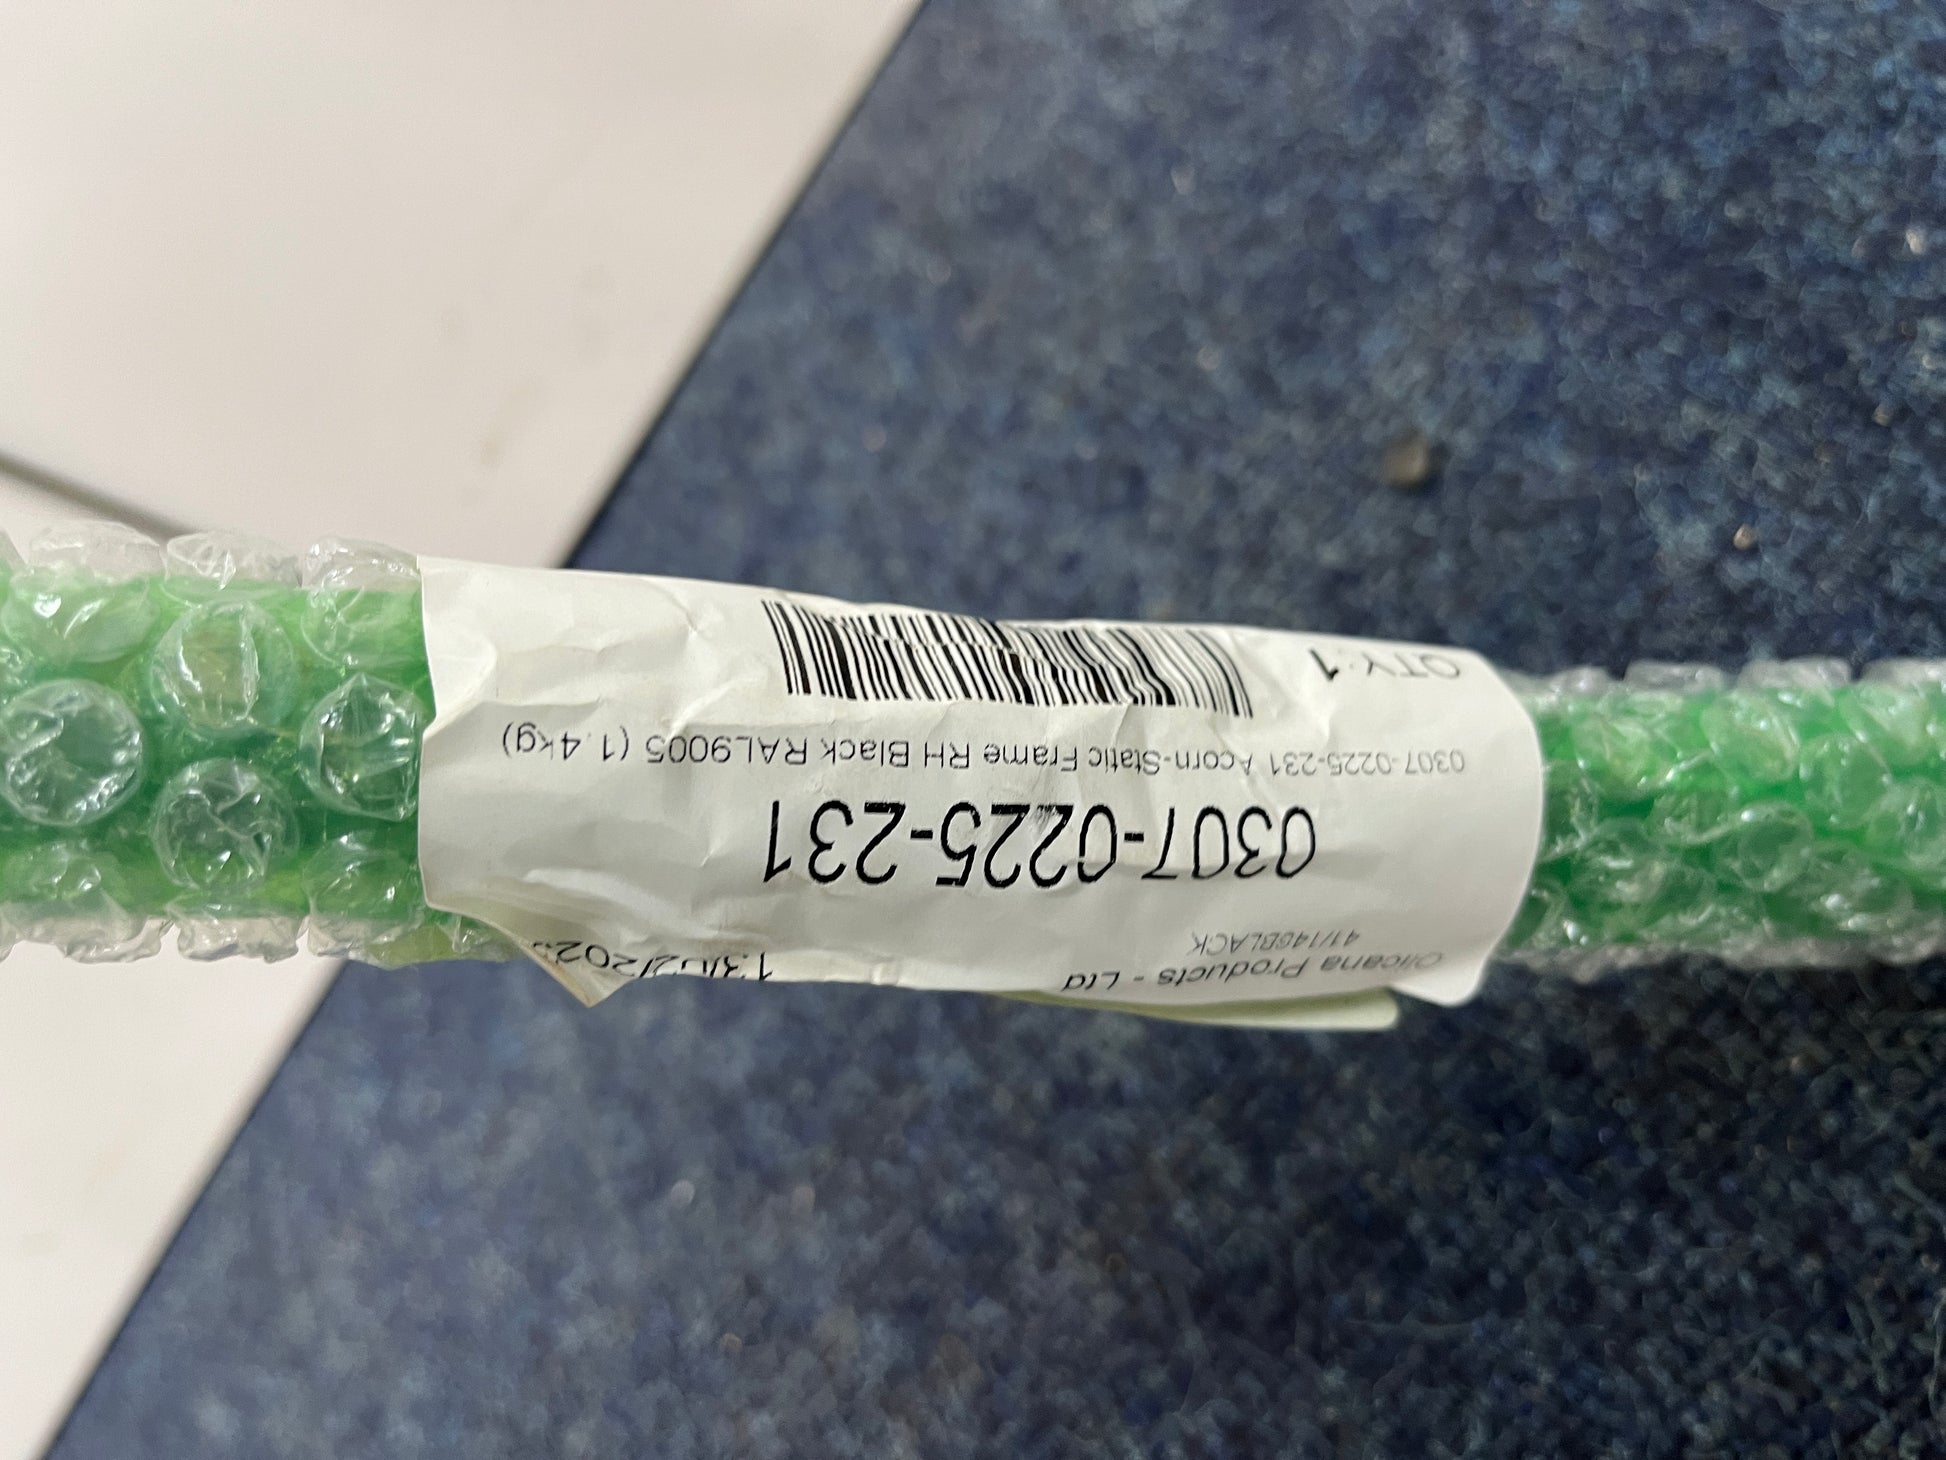 Olicana Products - Ltd
41/146BLACK
0307-0225-231
0307-0225-231 Acorn-Static Frame RH Black RAL9005 (1.4kg)
QTY:1